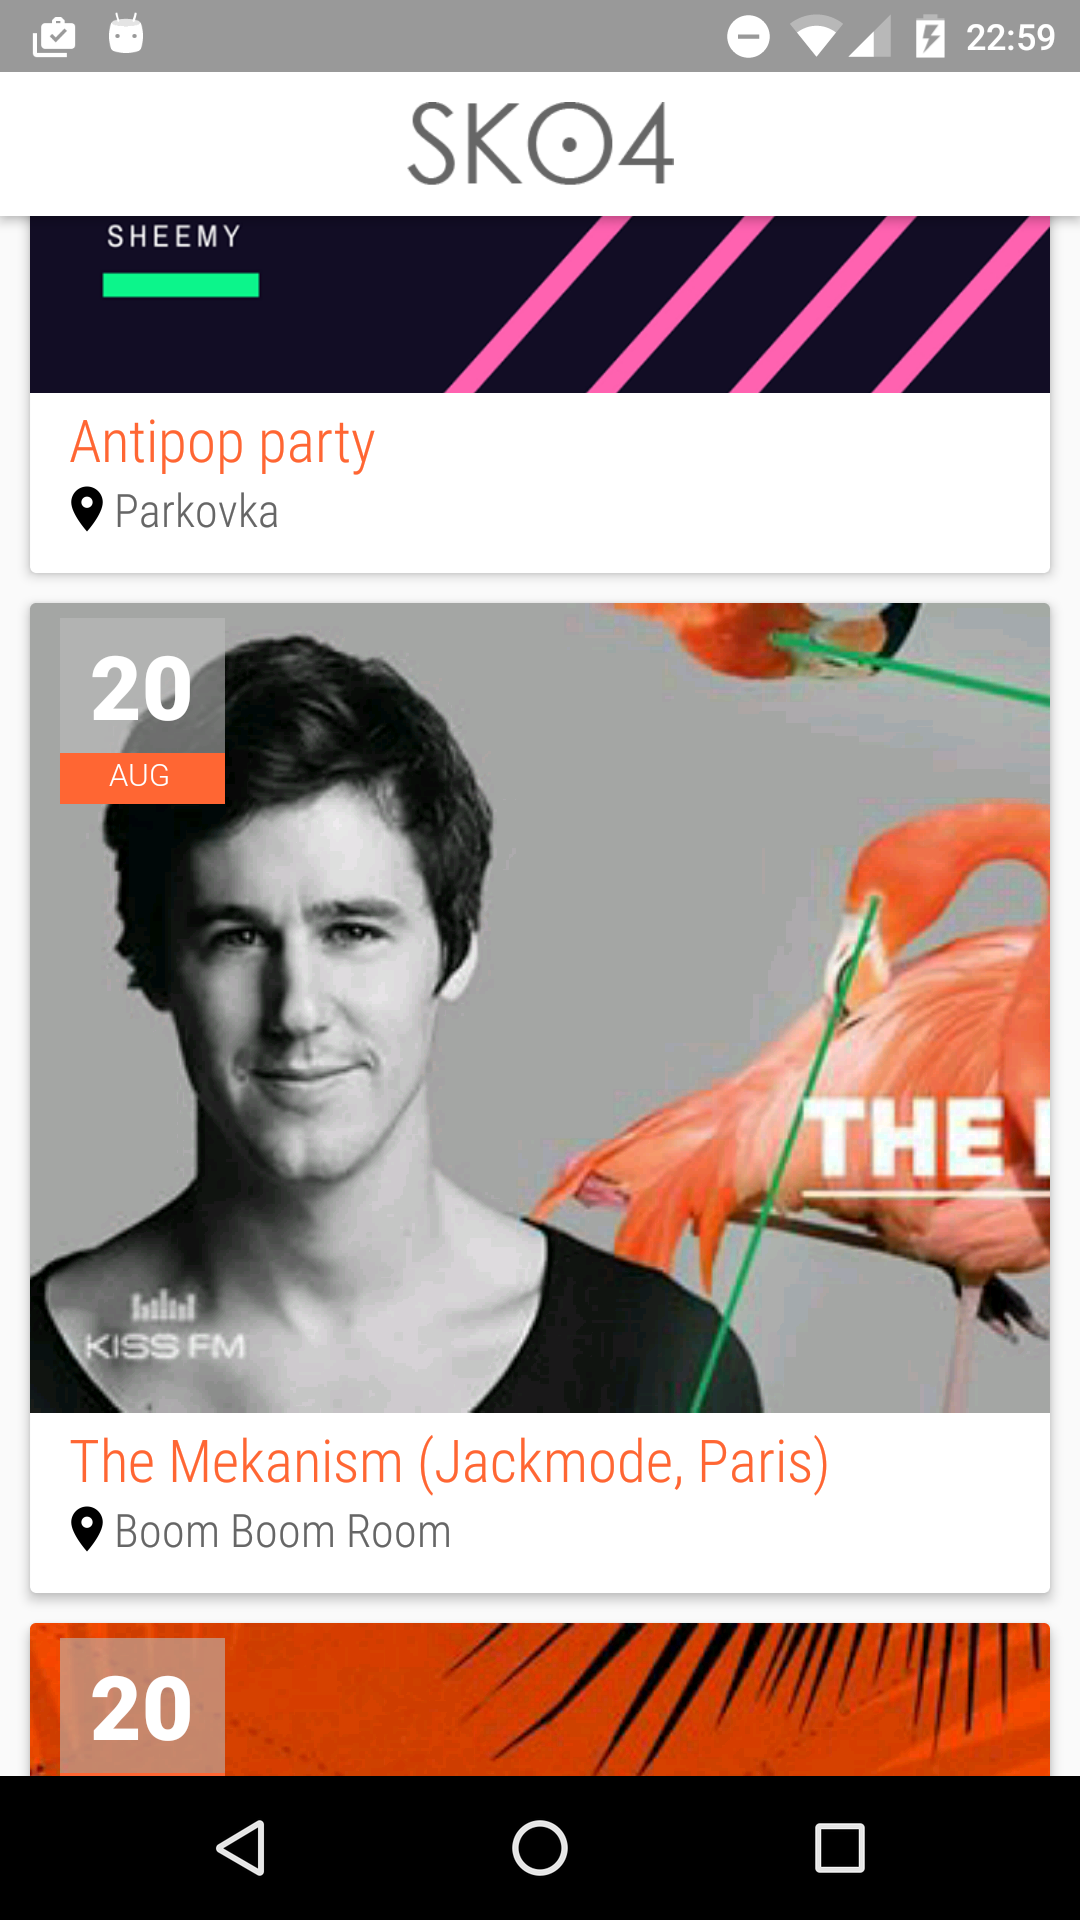 22:59
SKO4
SHEEMY
Antipop party
Parkovka
20
AUG
THE
KISS FM
The Mekanism (Jackmode, Paris)
Boom Boom Room
20